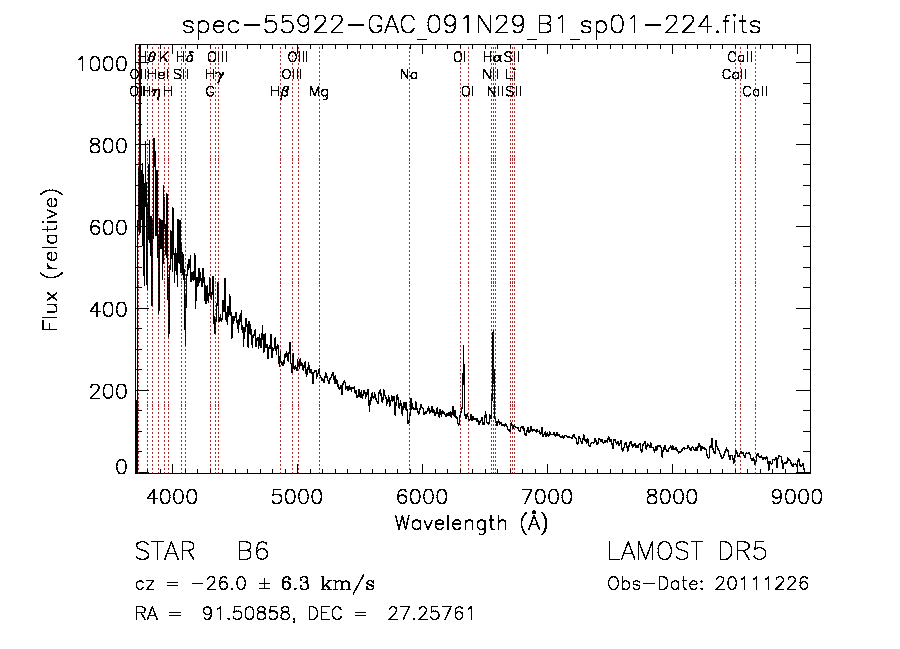 spec-55922-GAC_091N29_B1_sp01-224.fits
Hθ K Hδ OIII OIII OI Hα SII CaII
OII HeI SII Hγ OIII Na NII Li CaII
OII Hη H G Hβ Mg OI NII SII CaII
1000
800
600
400
200
0
Flux (relative)
4000 5000 6000 7000 8000 9000
Wavelength (Å)
STAR B6 LAMOST DR5
cz = -26.0 ± 6.3 km/s Obs-Date: 20111226
RA = 91.50858, DEC = 27.25761